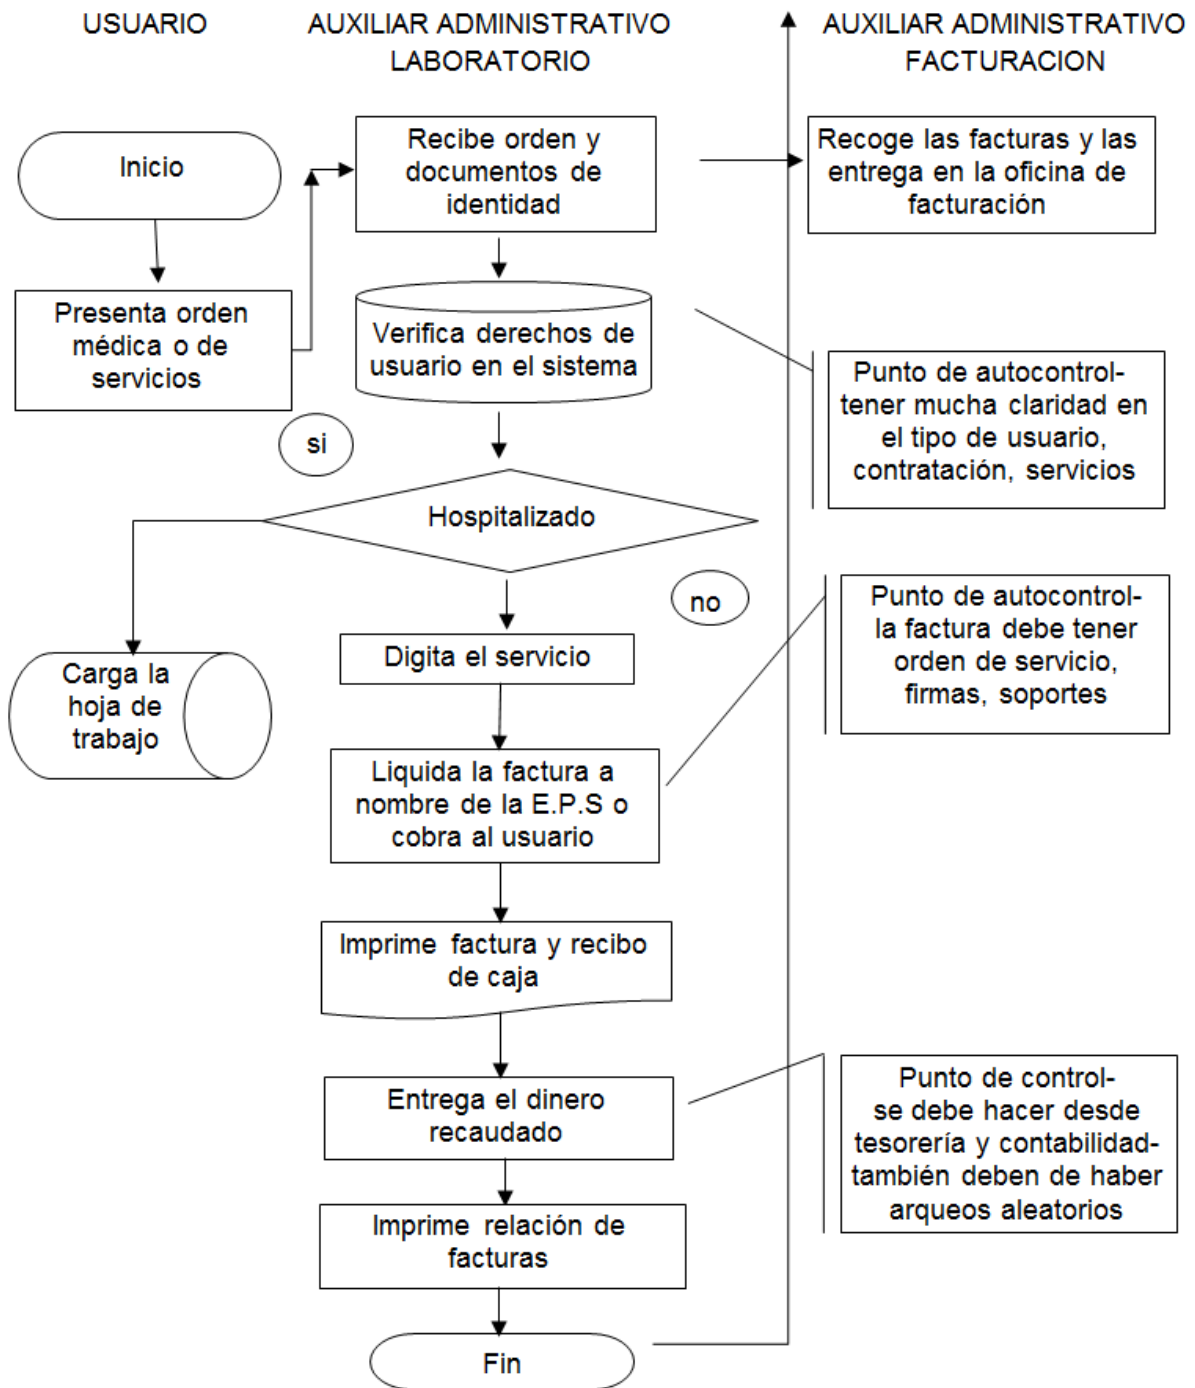 USUARIO
AUXILIAR ADMINISTRATIVO
LABORATORIO
AUXILIAR ADMINISTRATIVO
FACTURACION
Inicio
Presenta orden
médica o de
servicios
Recibe orden y
documentos de
identidad
Recoge las facturas y las
entrega en la oficina de
facturación
Verifica derechos de
usuario en el sistema
Punto de autocontrol-
tener mucha claridad en
el tipo de usuario,
contratación, servicios
si
Hospitalizado
no
Carga la
hoja de
trabajo
Digita el servicio
Punto de autocontrol-
la factura debe tener
orden de servicio,
firmas, soportes
Liquida la factura a
nombre de la E.P.S o
cobra al usuario
Imprime factura y recibo
de caja
Entrega el dinero
recaudado
Punto de control-
se debe hacer desde
tesorería y contabilidad-
también deben de haber
arqueos aleatorios
Imprime relación de
facturas
Fin